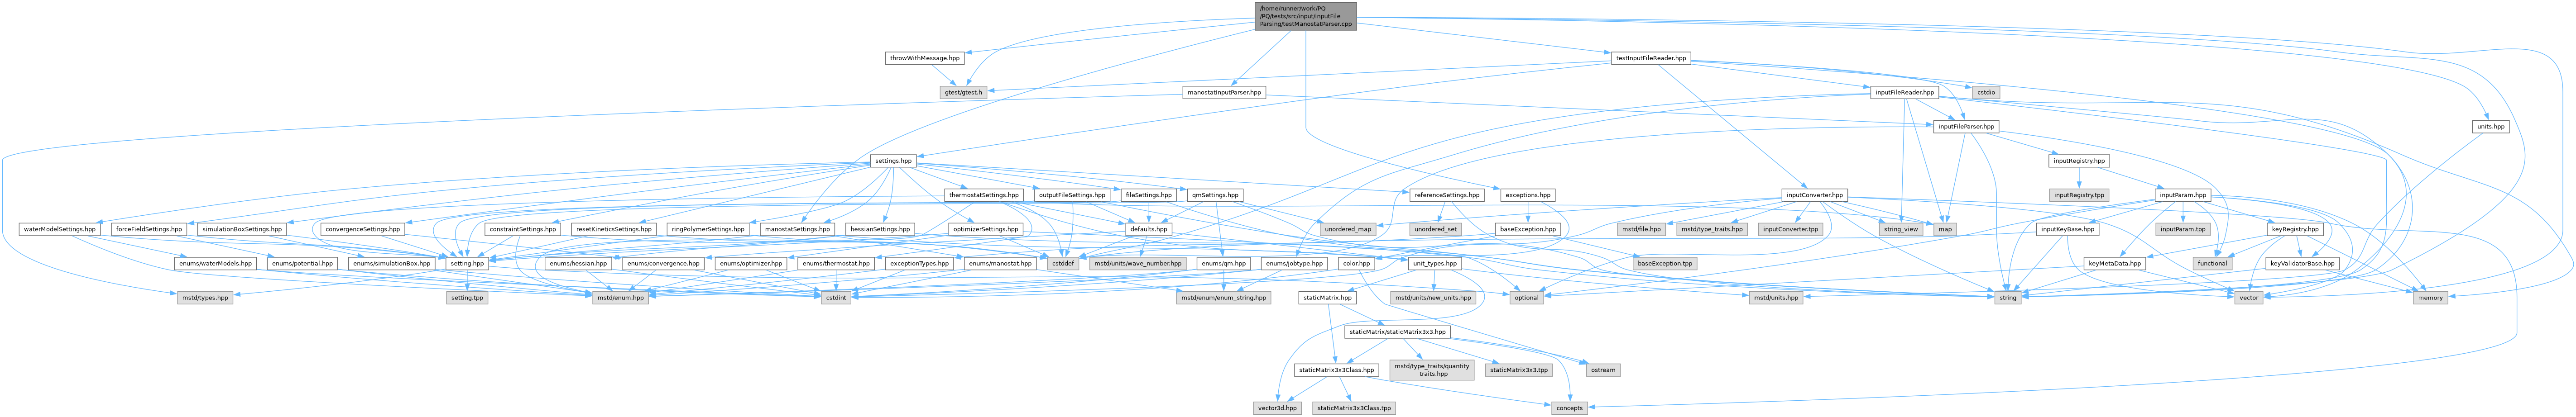 /home/runner/work/PQ
/PQ/tests/src/input/inputFile
Parsing/testManostatParser.cpp
throwWithMessage.hpp
testInputFileReader.hpp
gtest/gtest.h
manostatInputParser.hpp
inputFileReader.hpp
cstdio
inputFileParser.hpp
units.hpp
settings.hpp
inputRegistry.hpp
thermostatSettings.hpp
outputFileSettings.hpp
fileSettings.hpp
qmSettings.hpp
referenceSettings.hpp
exceptions.hpp
inputConverter.hpp
inputRegistry.tpp
inputParam.hpp
waterModelSettings.hpp
forceFieldSettings.hpp
simulationBoxSettings.hpp
convergenceSettings.hpp
constraintSettings.hpp
resetKineticsSettings.hpp
ringPolymerSettings.hpp
manostatSettings.hpp
hessianSettings.hpp
optimizerSettings.hpp
defaults.hpp
unordered_map
unordered_set
baseException.hpp
mstd/file.hpp
mstd/type_traits.hpp
inputConverter.tpp
string_view
map
inputKeyBase.hpp
inputParam.tpp
keyRegistry.hpp
enums/waterModels.hpp
enums/potential.hpp
enums/simulationBox.hpp
setting.hpp
enums/hessian.hpp
enums/convergence.hpp
enums/optimizer.hpp
enums/thermostat.hpp
exceptionTypes.hpp
enums/manostat.hpp
cstddef
mstd/units/wave_number.hpp
enums/qm.hpp
enums/jobtype.hpp
color.hpp
unit_types.hpp
baseException.tpp
keyMetaData.hpp
functional
keyValidatorBase.hpp
mstd/types.hpp
setting.tpp
mstd/enum.hpp
cstdint
mstd/enum/enum_string.hpp
optional
staticMatrix.hpp
mstd/units/new_units.hpp
mstd/units.hpp
string
vector
memory
staticMatrix/staticMatrix3x3.hpp
staticMatrix3x3Class.hpp
mstd/type_traits/quantity
_traits.hpp
staticMatrix3x3.tpp
ostream
vector3d.hpp
staticMatrix3x3Class.tpp
concepts